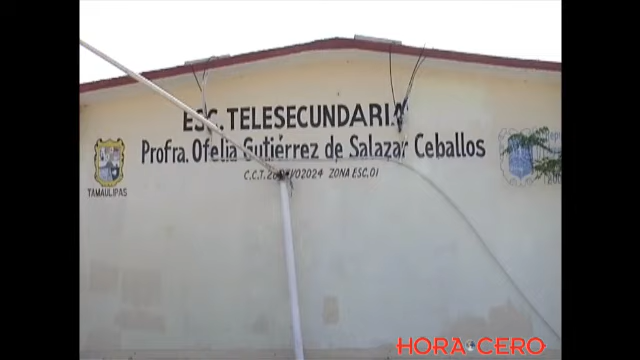 ESC. TELESECUNDARIA
Profra. Ofelia Gutiérrez de Salazar Ceballos
ZONA ESC. 01
TAMAULIPAS
HORA CERO